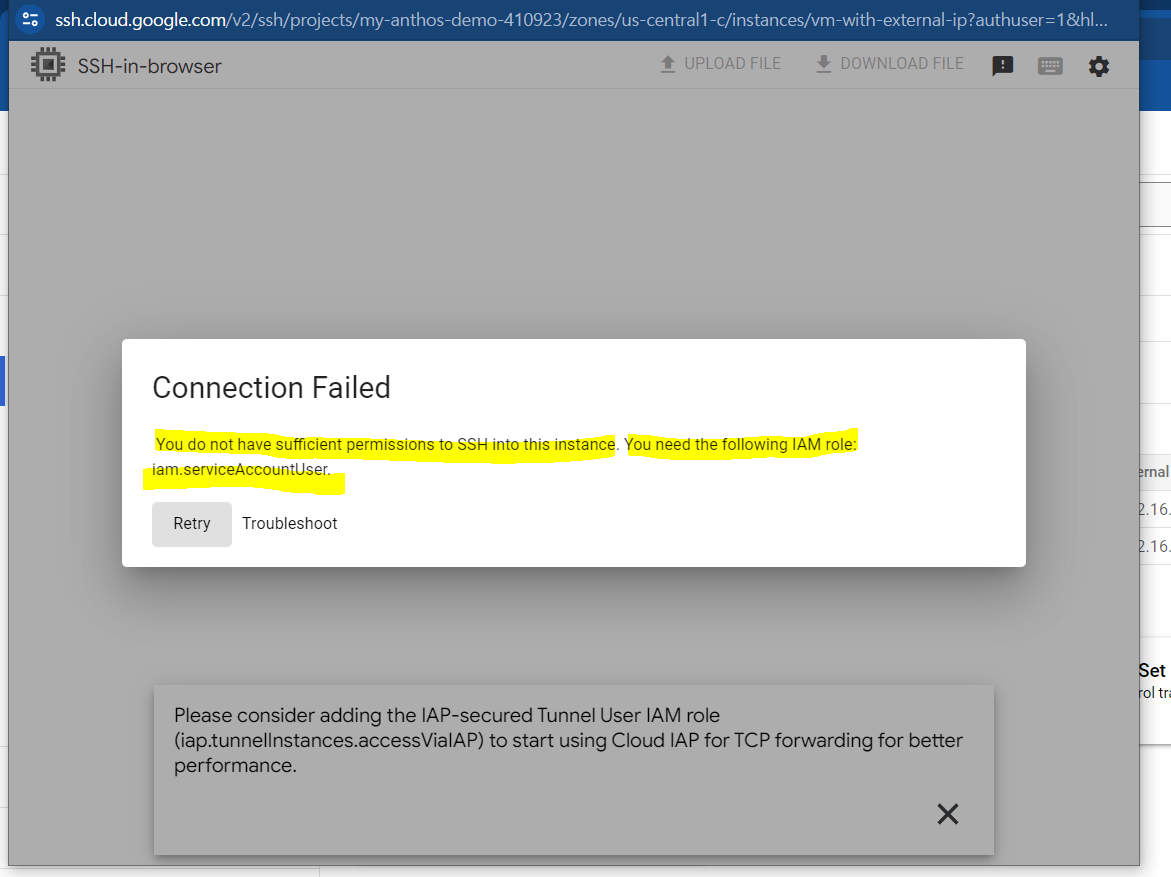 ssh.cloud.google.com/v2/ssh/projects/my-anthos-demo-410923/zones/us-central1-c/instances/vm-with-external-ip?authuser=1&hl...
SSH-in-browser
UPLOAD FILE
DOWNLOAD FILE
Connection Failed
You do not have sufficient permissions to SSH into this instance. You need the following IAM role:
iam.serviceAccountUser.
Retry
Troubleshoot
ernal
2.16.
2.16.
Set
rol tra
Please consider adding the IAP-secured Tunnel User IAM role
(iap.tunnelInstances.accessViaIAP) to start using Cloud IAP for TCP forwarding for better
performance.